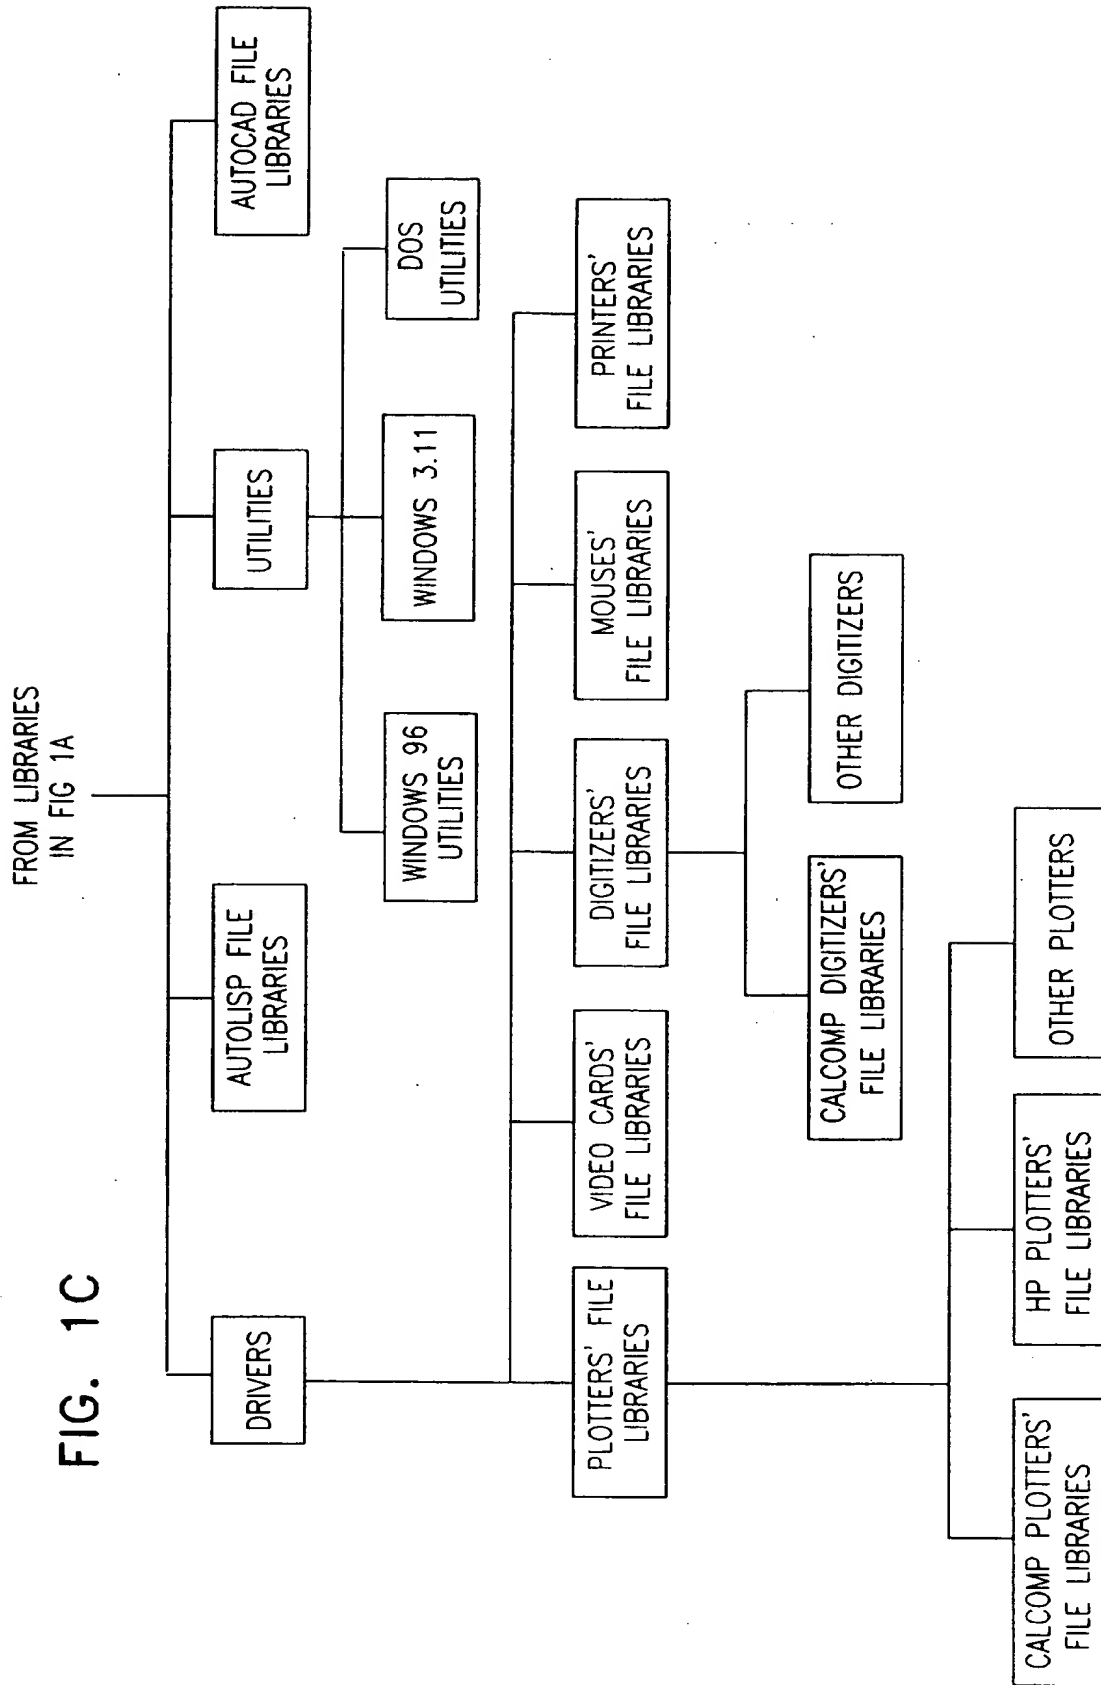 FIG. 1C
FROM LIBRARIES
IN FIG 1A
DRIVERS
AUTOLISP FILE
LIBRARIES
UTILITIES
AUTOCAD FILE
LIBRARIES
WINDOWS 96
UTILITIES
WINDOWS 3.11
DOS
UTILITIES
PLOTTERS' FILE
LIBRARIES
VIDEO CARDS'
FILE LIBRARIES
DIGITIZERS'
FILE LIBRARIES
MOUSES'
FILE LIBRARIES
PRINTERS'
FILE LIBRARIES
CALCOMP DIGITIZERS'
FILE LIBRARIES
OTHER DIGITIZERS
CALCOMP PLOTTERS'
FILE LIBRARIES
HP PLOTTERS'
FILE LIBRARIES
OTHER PLOTTERS